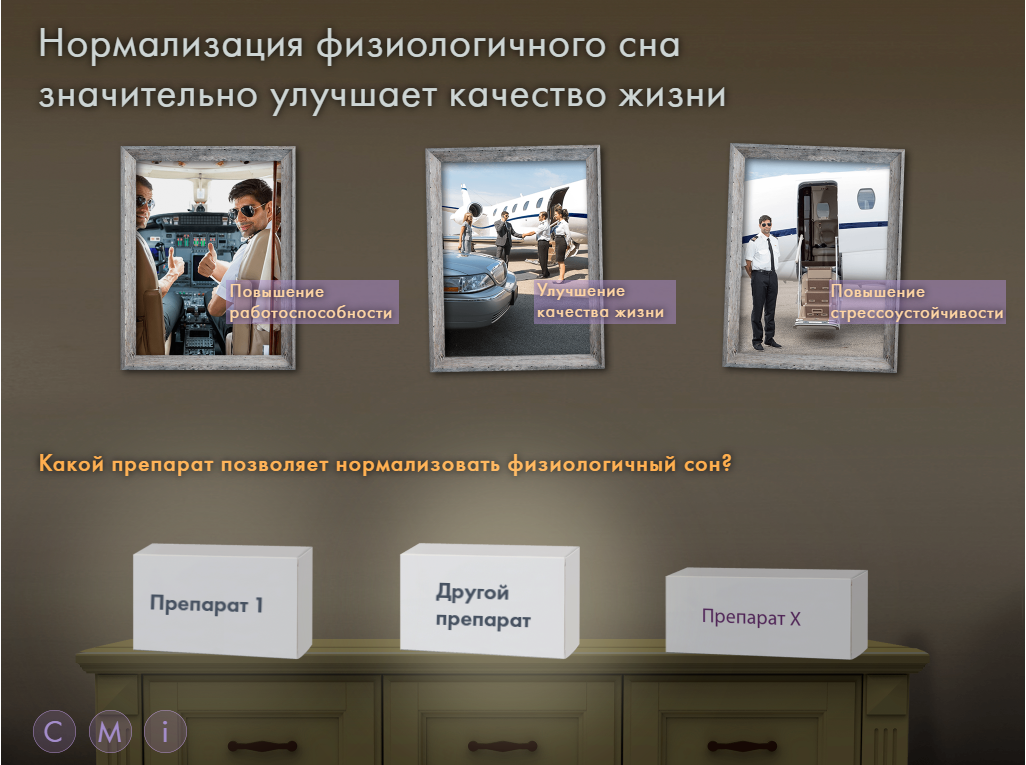 Нормализация физиологичного сна
значительно улучшает качество жизни
Повышение
работоспособности
Улучшение
качества жизни
Повышение
стрессоустойчивости
Какой препарат позволяет нормализовать физиологичный сон?
Препарат 1
Другой
препарат
Препарат X
C M i